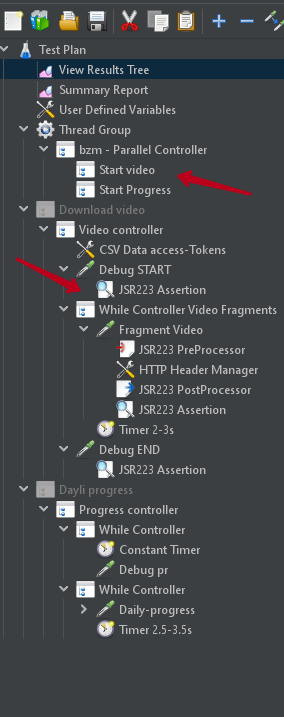 Test Plan
View Results Tree
Summary Report
User Defined Variables
Thread Group
bzm - Parallel Controller
Start video
Start Progress
Download video
Video controller
CSV Data access-Tokens
Debug START
JSR223 Assertion
While Controller Video Fragments
Fragment Video
JSR223 PreProcessor
HTTP Header Manager
JSR223 PostProcessor
JSR223 Assertion
Timer 2-3s
Debug END
JSR223 Assertion
Dayli progress
Progress controller
While Controller
Constant Timer
Debug pr
While Controller
Daily-progress
Timer 2.5-3.5s